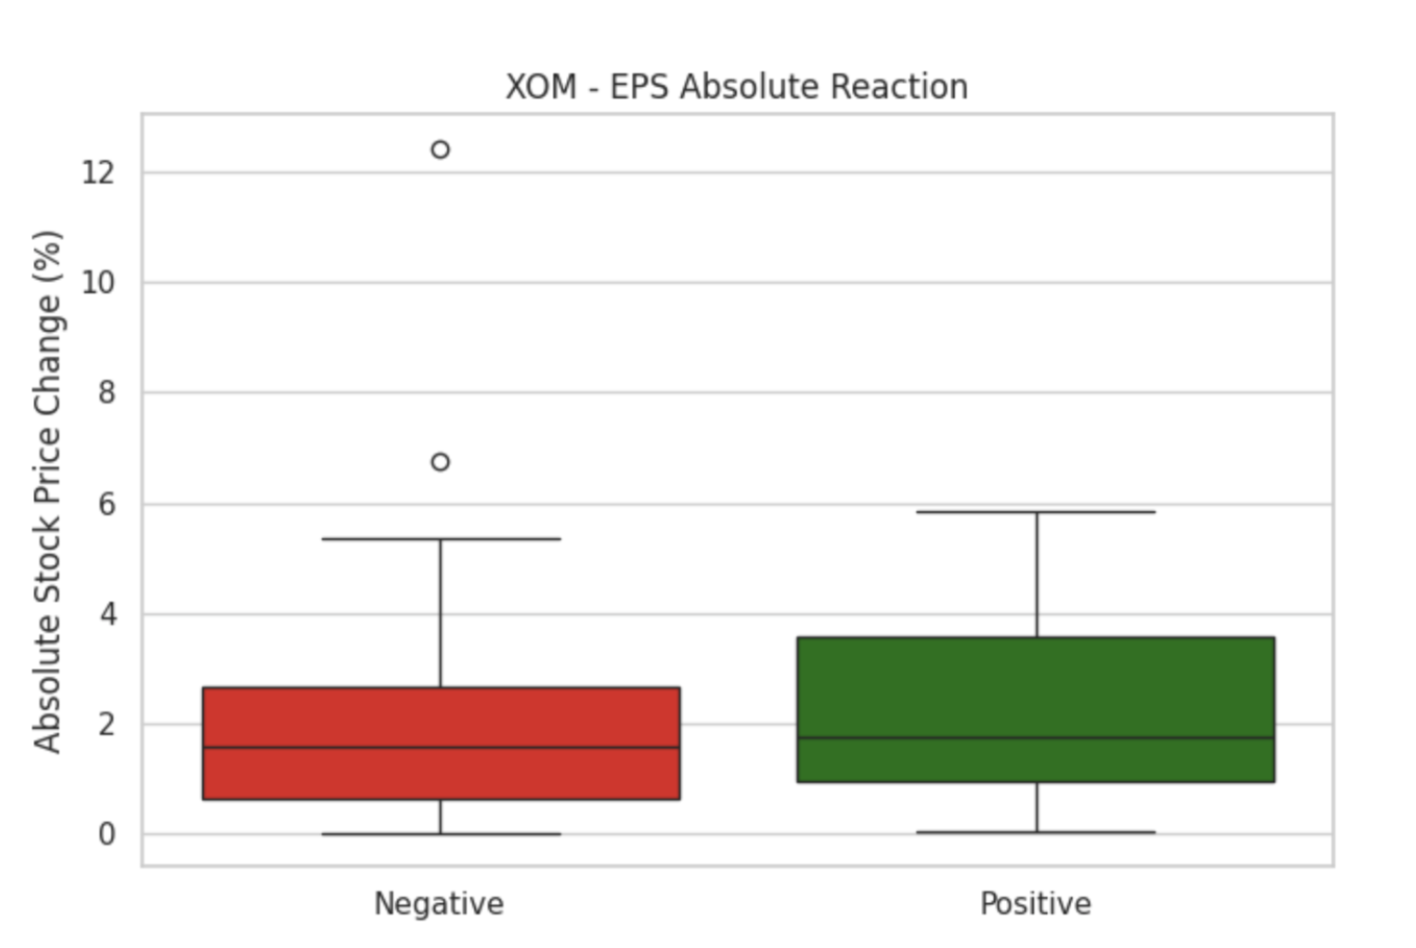 XOM - EPS Absolute Reaction
Absolute Stock Price Change (%)
12
10
8
6
4
2
0
Negative
Positive